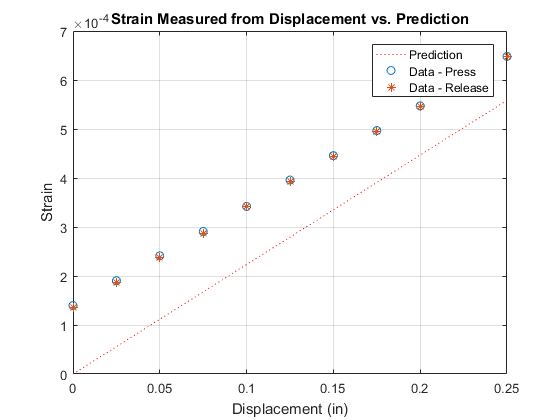 ×10⁻⁴
Strain Measured from Displacement vs. Prediction
7
6
5
4
3
2
1
0
Strain
Prediction
Data - Press
Data - Release
0 0.05 0.1 0.15 0.2 0.25
Displacement (in)